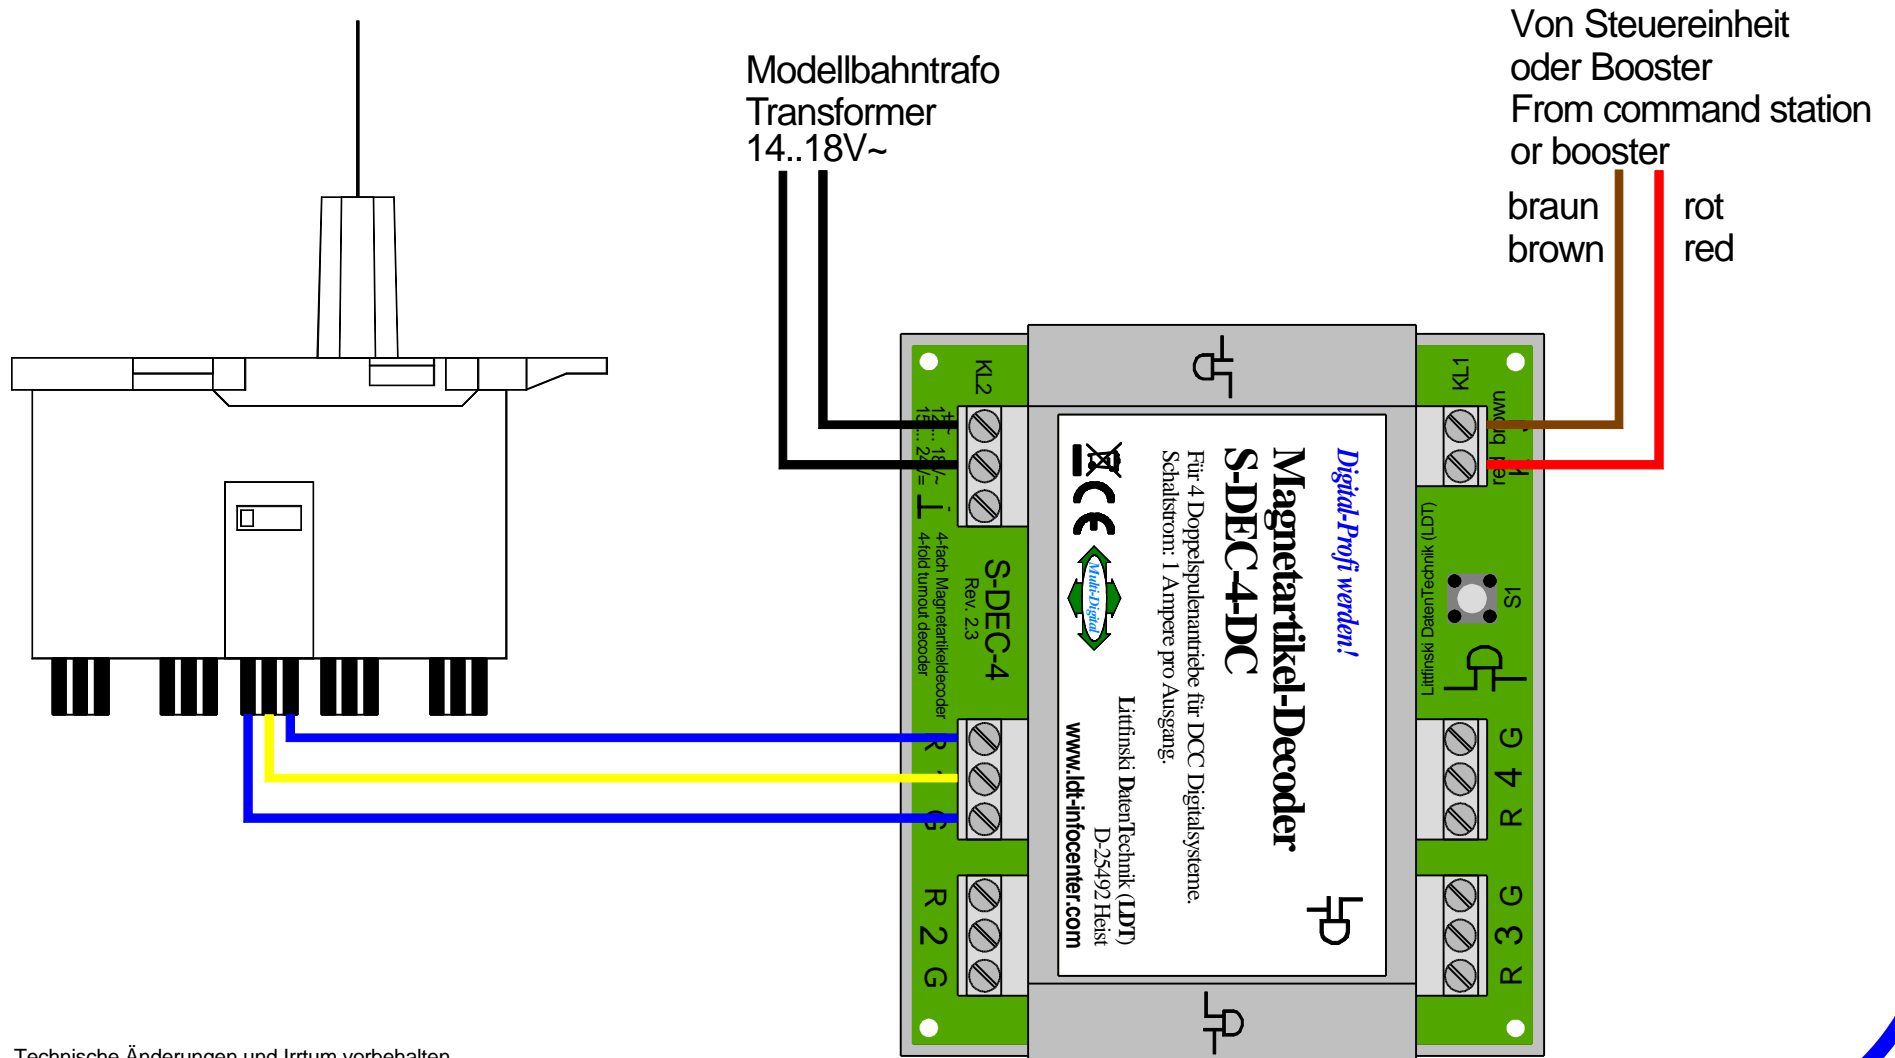 Modellbahntrafo
Transformer
14..18V~
Von Steuereinheit
oder Booster
From command station
or booster
braun
brown
rot
red
KL2
4-fach Magnetartikeldecoder
4-fold turnout decoder
S-DEC-4
Rev. 2.3
R
G
R 2 G
Digital-Profi werden!
Magnetartikel-Decoder
S-DEC-4-DC
Für 4 Doppelspulenantriebe für DCC Digitalsysteme.
Schaltstrom: 1 Ampere pro Ausgang.
CE
Multi-Digital
Littfinski DatenTechnik (LDT)
D-25492 Heist
www.ldt-infocenter.com
KL1
brown
red
Littfinski DatenTechnik (LDT)
S1
R 4 G
R 3 G
Technische Änderungen und Irrtum vorbehalten